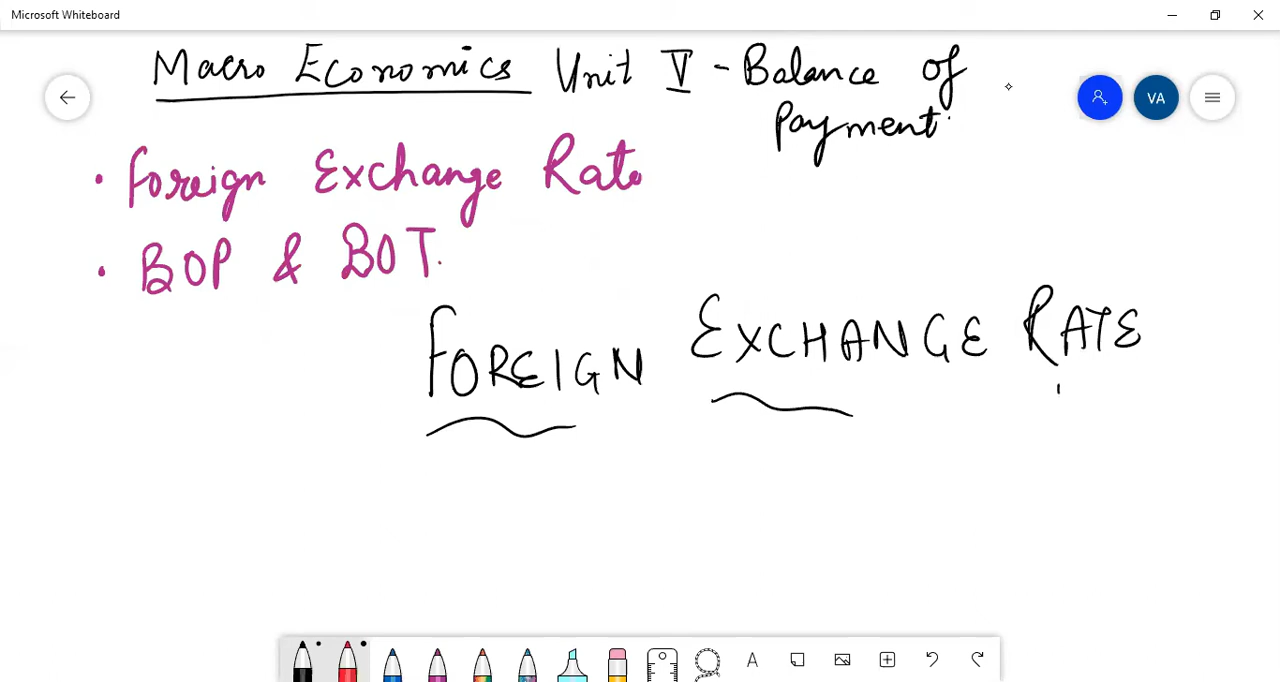 Microsoft Whiteboard
Macro Economics Unit V - Balance of
Payment.
VA
• Foreign Exchange Rate
• BOP & BOT.
FOREIGN EXCHANGE RATE
A